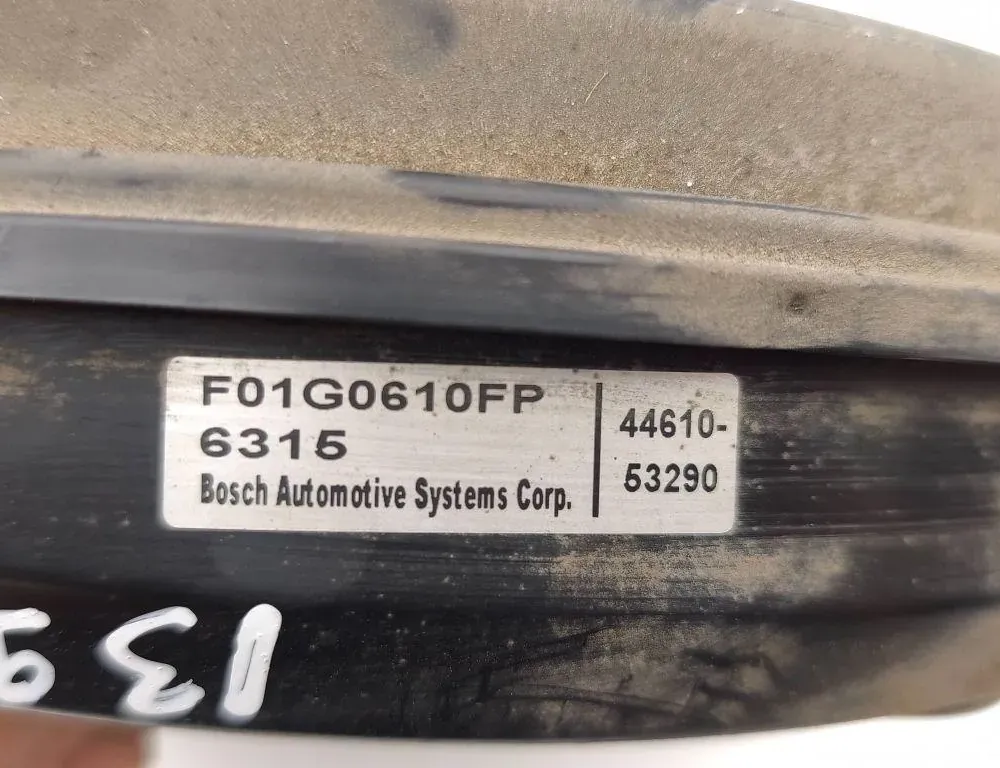 F01G0610FP
6315
Bosch Automotive Systems Corp.
44610-
53290